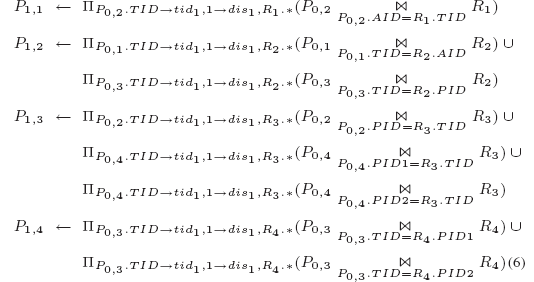 P_{1,1} ← Π_{P_{0,2}.TID→tid_1,1→dis_1,R_1.*}(P_{0,2} ⋈_{P_{0,2}.AID=R_1.TID} R_1)
P_{1,2} ← Π_{P_{0,1}.TID→tid_1,1→dis_1,R_2.*}(P_{0,1} ⋈_{P_{0,1}.TID=R_2.AID} R_2) ∪
Π_{P_{0,3}.TID→tid_1,1→dis_1,R_2.*}(P_{0,3} ⋈_{P_{0,3}.TID=R_2.PID} R_2)
P_{1,3} ← Π_{P_{0,2}.TID→tid_1,1→dis_1,R_3.*}(P_{0,2} ⋈_{P_{0,2}.PID=R_3.TID} R_3) ∪
Π_{P_{0,4}.TID→tid_1,1→dis_1,R_3.*}(P_{0,4} ⋈_{P_{0,4}.PID1=R_3.TID} R_3) ∪
Π_{P_{0,4}.TID→tid_1,1→dis_1,R_3.*}(P_{0,4} ⋈_{P_{0,4}.PID2=R_3.TID} R_3)
P_{1,4} ← Π_{P_{0,3}.TID→tid_1,1→dis_1,R_4.*}(P_{0,3} ⋈_{P_{0,3}.TID=R_4.PID1} R_4) ∪
Π_{P_{0,3}.TID→tid_1,1→dis_1,R_4.*}(P_{0,3} ⋈_{P_{0,3}.TID=R_4.PID2} R_4)(6)